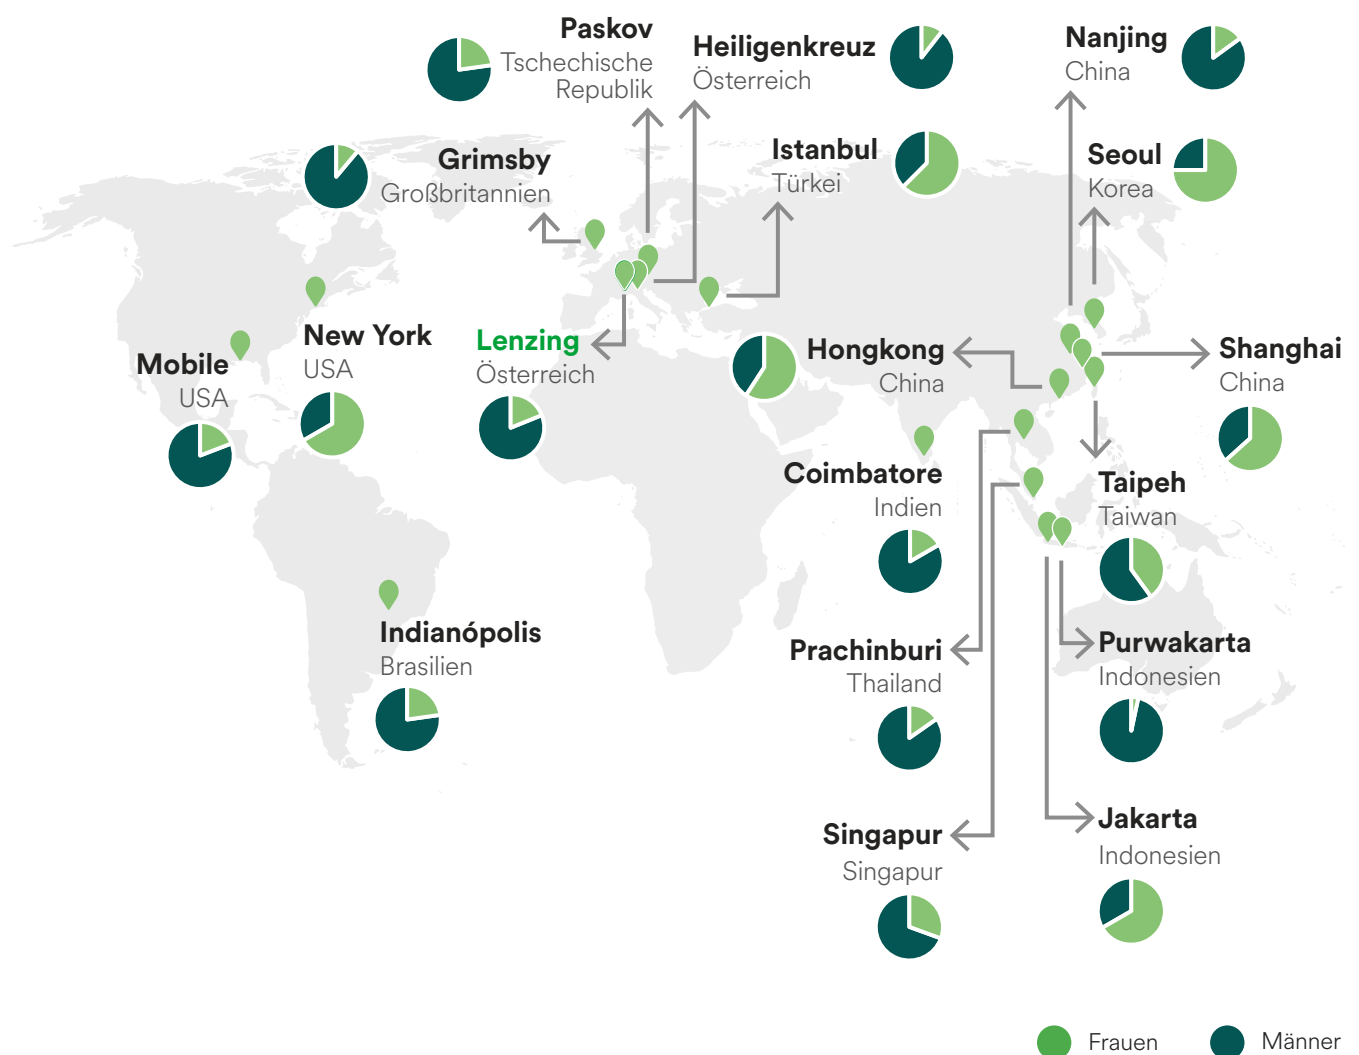 Paskov
Tschechische
Republik
Heiligenkreuz
Österreich
Nanjing
China
Grimsby
Großbritannien
Istanbul
Türkei
Seoul
Korea
New York
USA
Mobile
USA
Lenzing
Österreich
Hongkong
China
Shanghai
China
Coimbatore
Indien
Taipeh
Taiwan
Indianópolis
Brasilien
Prachinburi
Thailand
Purwakarta
Indonesien
Singapur
Singapur
Jakarta
Indonesien
Frauen
Männer